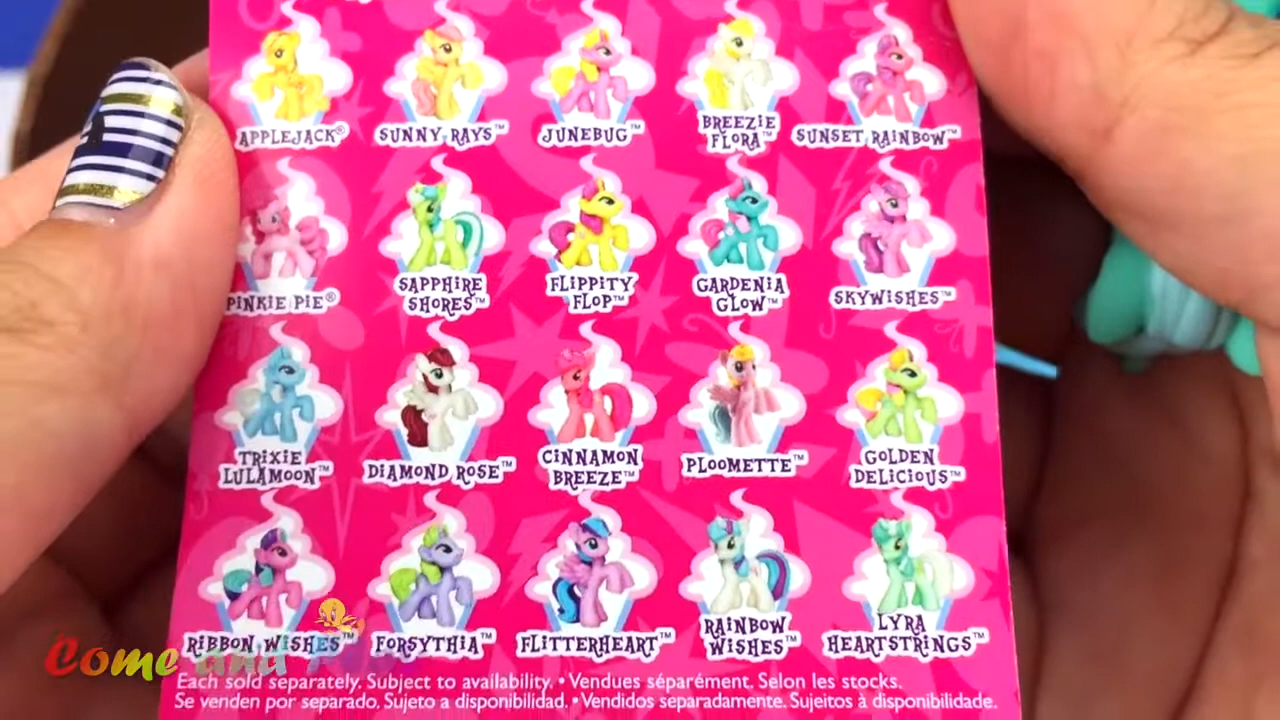 APPLEJACK®
SUNNY RAYS™
JUNEBUG™
BREEZIE
FLORA™
SUNSET RAINBOW™
PINKIE PIE®
SAPPHIRE
SHORES™
FLIPPITY
FLOP™
GARDENIA
GLOW™
SKYWISHES™
TRIXIE
LULAMOON™
DIAMOND ROSE™
CINNAMON
BREEZE™
PLOOMETTE™
GOLDEN
DELICIOUS™
RIBBON WISHES™
FORSYTHIA™
FLITTERHEART™
RAINBOW
WISHES™
LYRA
HEARTSTRINGS™
Come and
Each sold separately. Subject to availability. • Vendues séparément. Selon les stocks.
Se venden por separado. Sujeto a disponibilidad. • Vendidos separadamente. Sujeitos à disponibilidade.